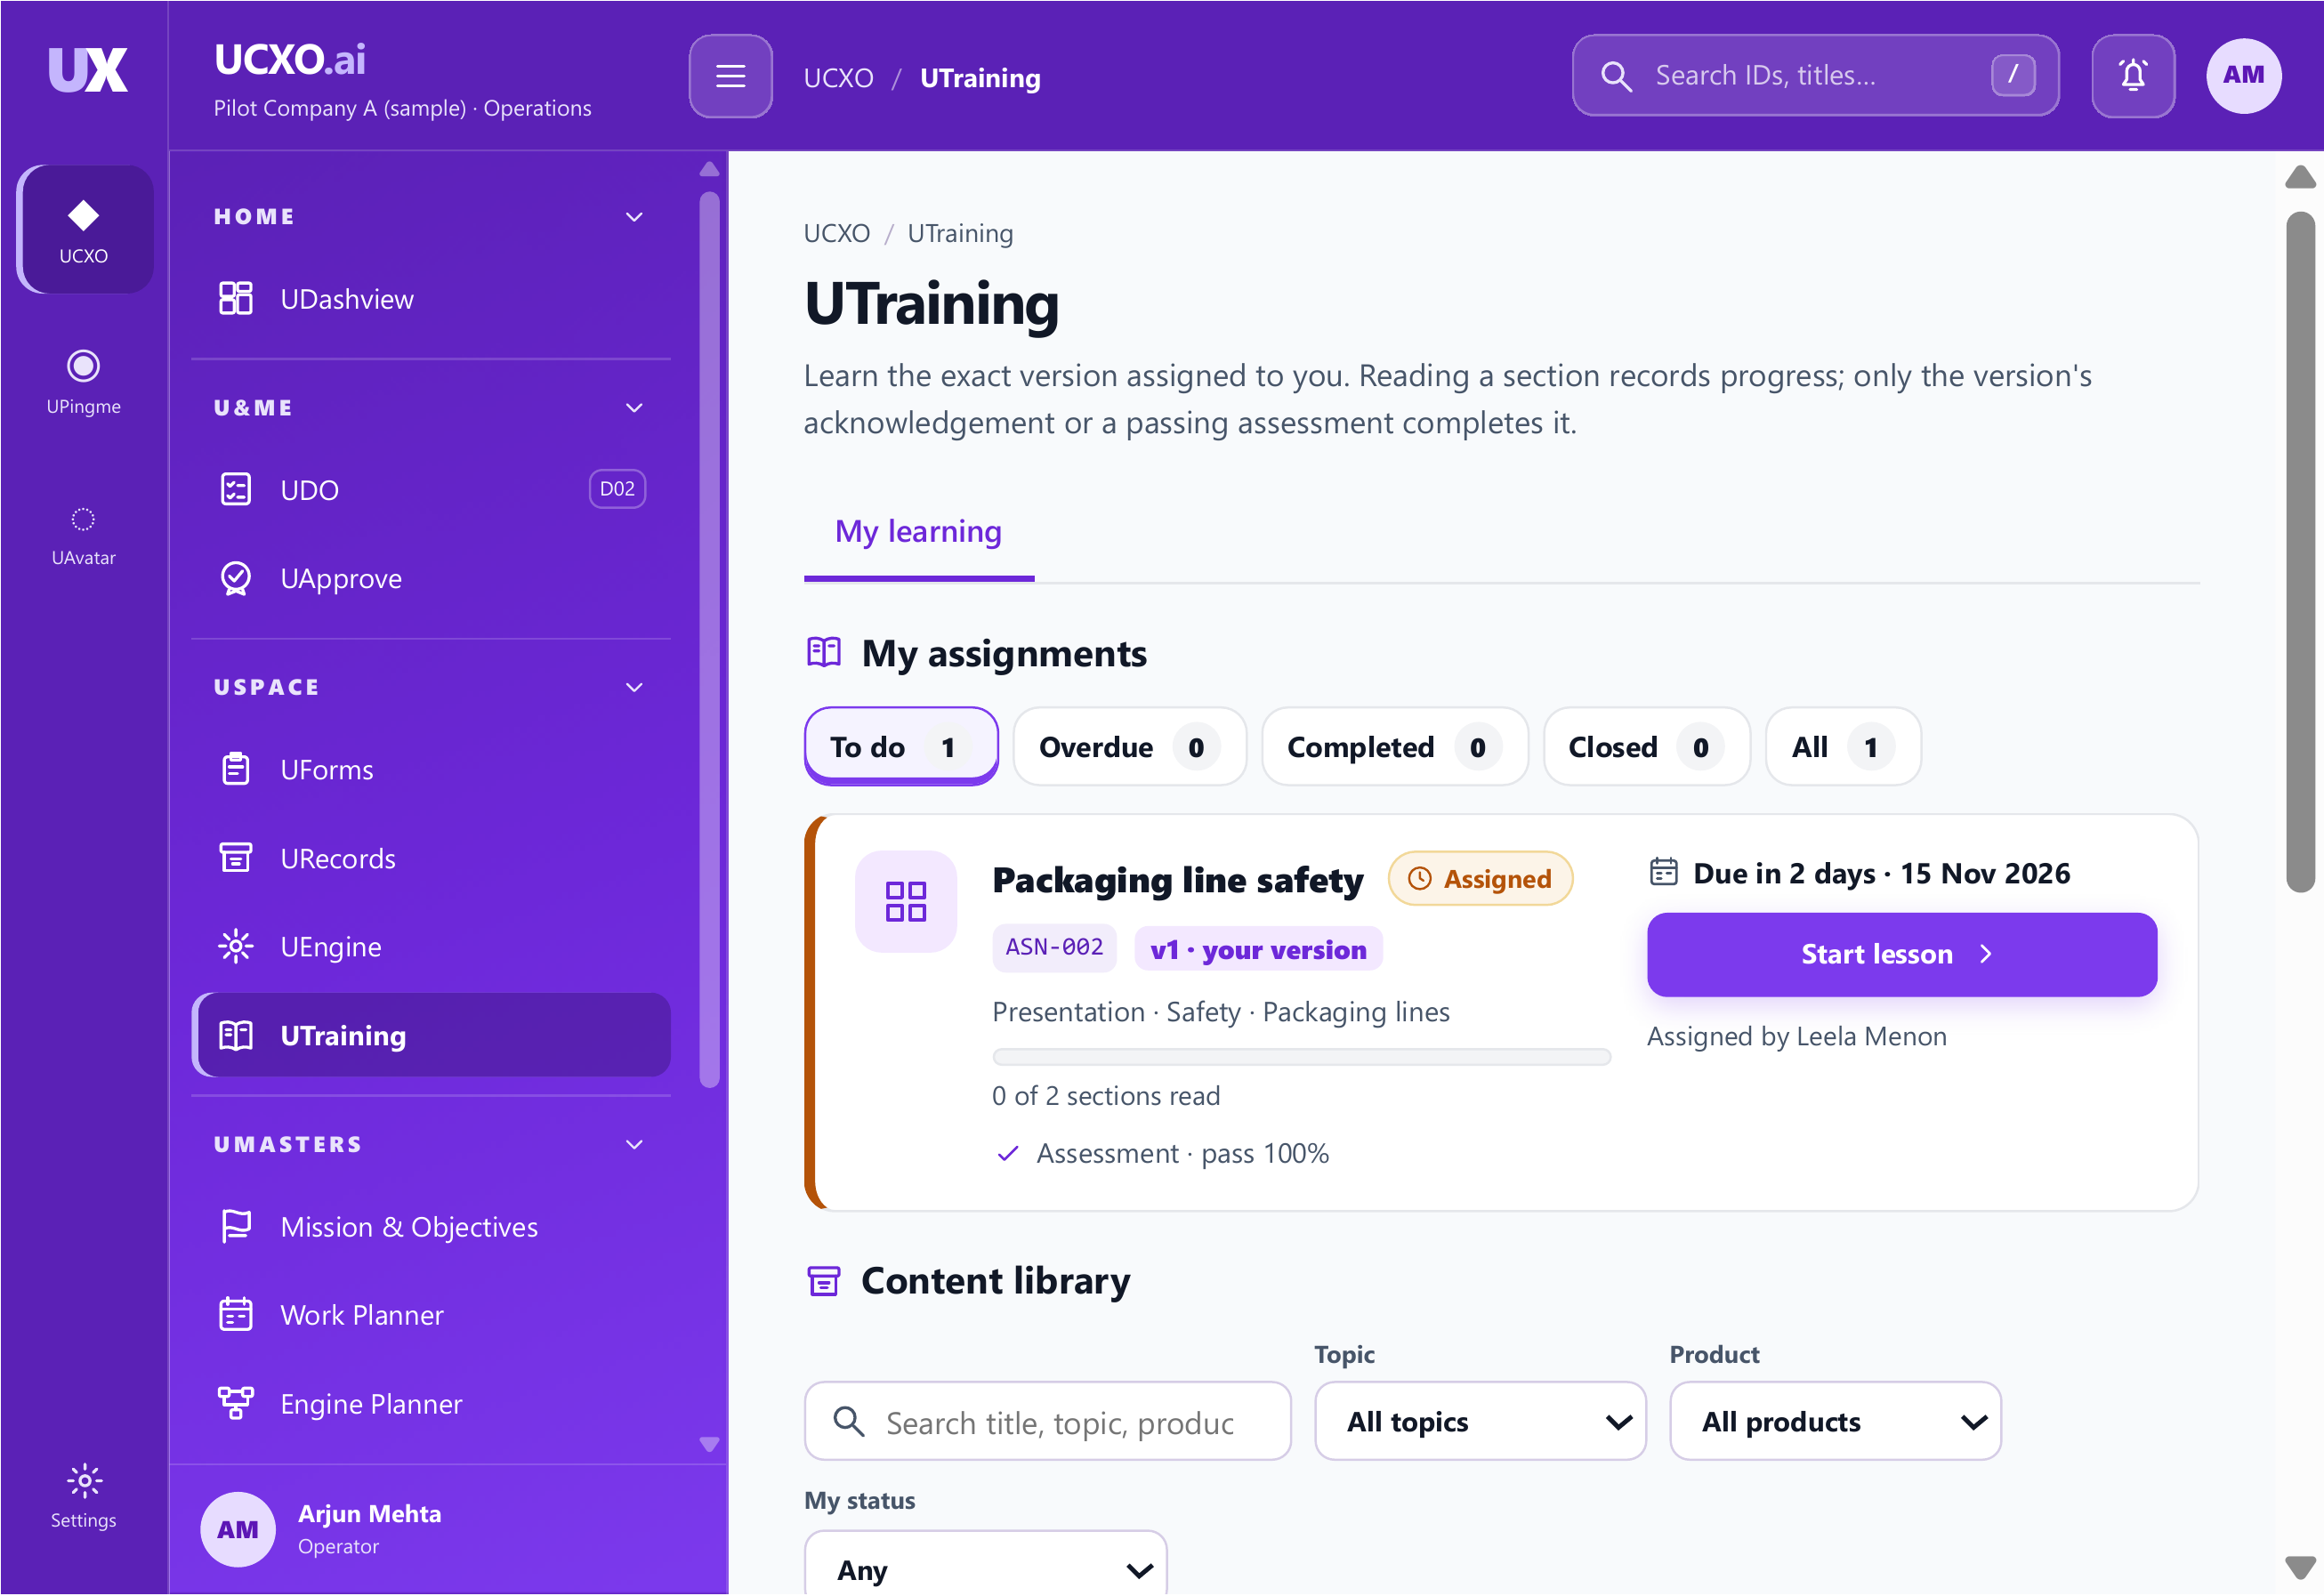 UX
UCXO.ai
Pilot Company A (sample) · Operations
UCXO / UTraining
Search IDs, titles...
/
AM
UCXO
UPingme
UAvatar
Settings
HOME
UDashview
U&ME
UDO
D02
UApprove
USPACE
UForms
URecords
UEngine
UTraining
UMASTERS
Mission & Objectives
Work Planner
Engine Planner
AM
Arjun Mehta
Operator
UCXO / UTraining
UTraining
Learn the exact version assigned to you. Reading a section records progress; only the version's
acknowledgement or a passing assessment completes it.
My learning
My assignments
To do 1
Overdue 0
Completed 0
Closed 0
All 1
Packaging line safety
Assigned
ASN-002
v1 · your version
Presentation · Safety · Packaging lines
0 of 2 sections read
Assessment · pass 100%
Due in 2 days · 15 Nov 2026
Start lesson
Assigned by Leela Menon
Content library
Search title, topic, produc
Topic
All topics
Product
All products
My status
Any